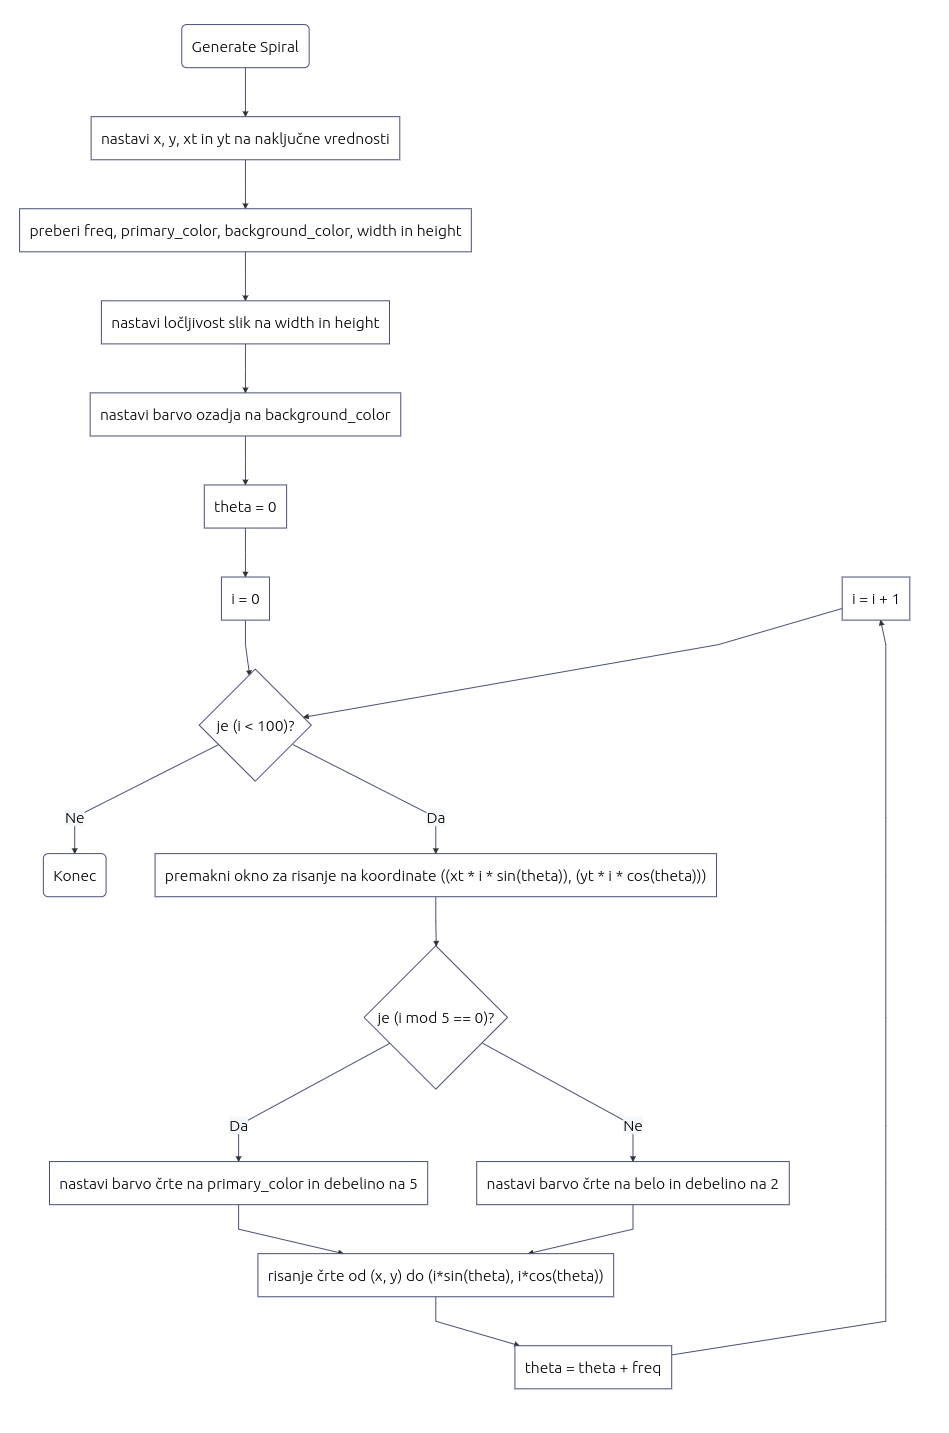 Generate Spiral
nastavi x, y, xt in yt na naključne vrednosti
preberi freq, primary_color, background_color, width in height
nastavi ločljivost slik na width in height
nastavi barvo ozadja na background_color
theta = 0
i = 0
i = i + 1
je (i < 100)?
Ne
Da
Konec
premakni okno za risanje na koordinate ((xt * i * sin(theta)), (yt * i * cos(theta)))
je (i mod 5 == 0)?
Da
Ne
nastavi barvo črte na primary_color in debelino na 5
nastavi barvo črte na belo in debelino na 2
risanje črte od (x, y) do (i*sin(theta), i*cos(theta))
theta = theta + freq